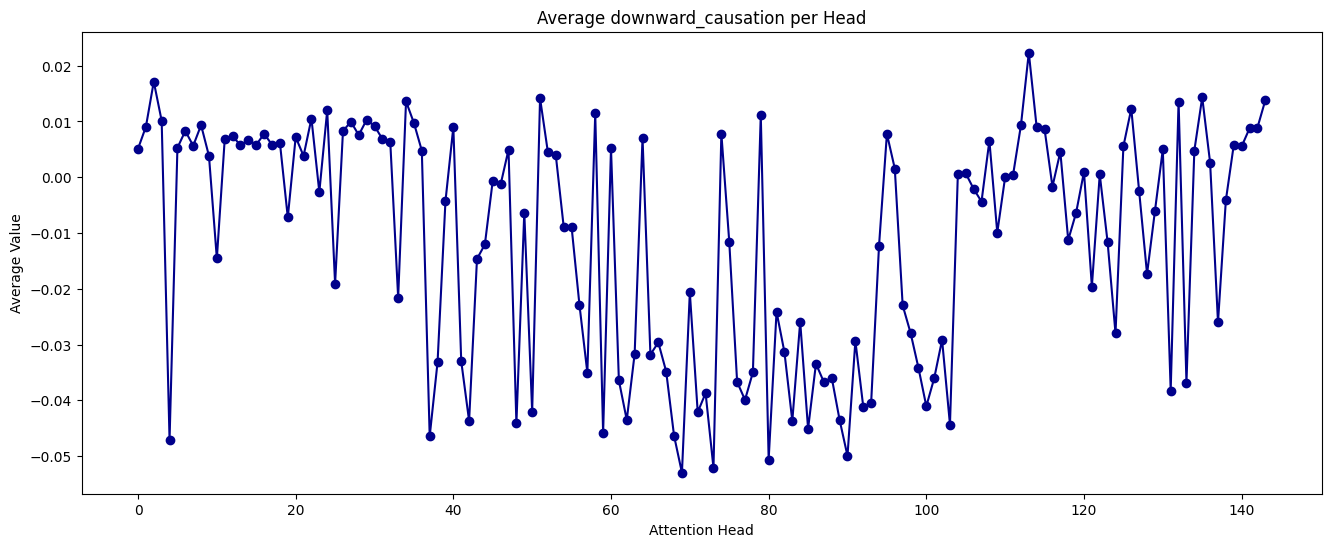 Average downward_causation per Head
0.02
0.01
0.00
−0.01
−0.02
−0.03
−0.04
−0.05
Average Value
0 20 40 60 80 100 120 140
Attention Head